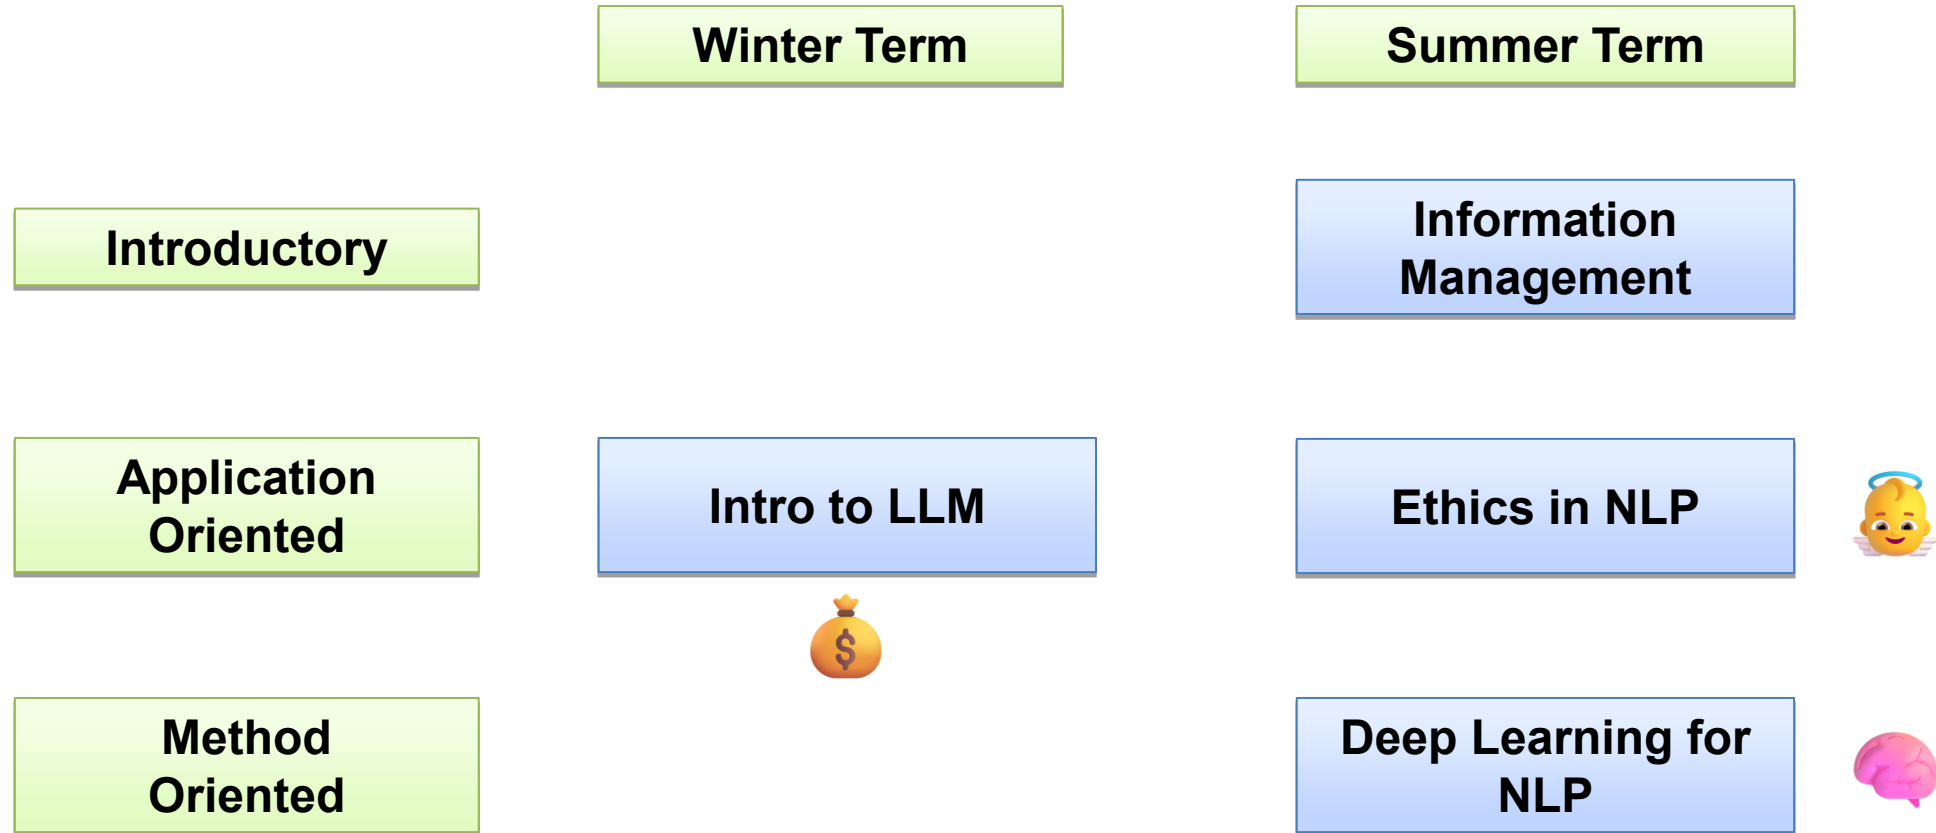 Winter Term
Summer Term
Introductory
Information
Management
Application
Oriented
Intro to LLM
Ethics in NLP
$
Method
Oriented
Deep Learning for
NLP